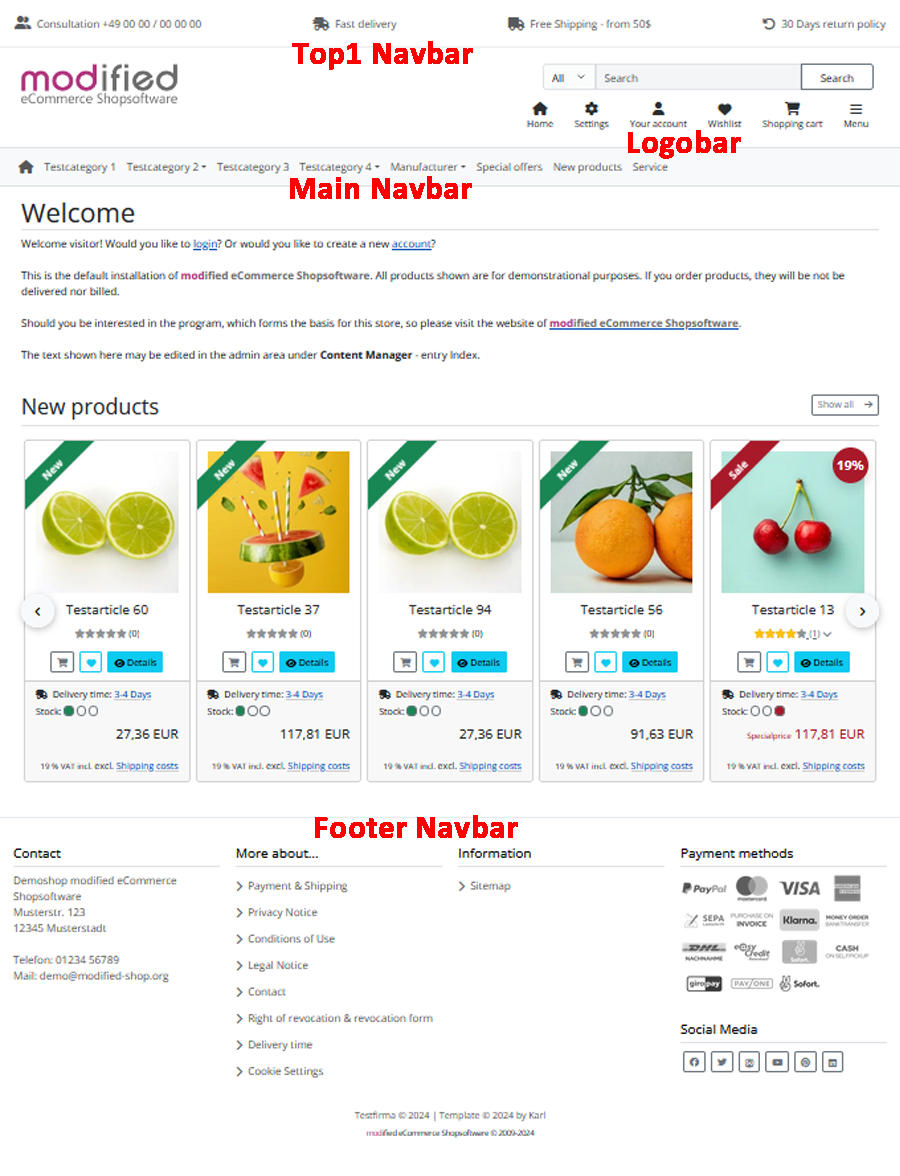 Consultation +49 00 00 / 00 00 00 Fast delivery Free Shipping - from 50$ 30 Days return policy
Top1 Navbar
modified
eCommerce Shopsoftware
All Search Search
Home Settings Your account Wishlist Shopping cart Menu
Logobar
Testcategory 1 Testcategory 2 Testcategory 3 Testcategory 4 Manufacturer Special offers New products Service
Main Navbar
Welcome
Welcome visitor! Would you like to login? Or would you like to create a new account?
This is the default installation of modified eCommerce Shopsoftware. All products shown are for demonstrational purposes. If you order products, they will be not be
delivered nor billed.
Should you be interested in the program, which forms the basis for this store, so please visit the website of modified eCommerce Shopsoftware.
The text shown here may be edited in the admin area under Content Manager - entry Index.
New products Show all
New New New New Sale 19%
Testarticle 60 Testarticle 37 Testarticle 94 Testarticle 56 Testarticle 13
(0) (0) (0) (0) (1)
Details Details Details Details Details
Delivery time: 3-4 Days Delivery time: 3-4 Days Delivery time: 3-4 Days Delivery time: 3-4 Days Delivery time: 3-4 Days
Stock: Stock: Stock: Stock: Stock:
27,36 EUR 117,81 EUR 27,36 EUR 91,63 EUR Specialprice 117,81 EUR
19 % VAT incl. excl. Shipping costs 19 % VAT incl. excl. Shipping costs 19 % VAT incl. excl. Shipping costs 19 % VAT incl. excl. Shipping costs 19 % VAT incl. excl. Shipping costs
Footer Navbar
Contact
Demoshop modified eCommerce
Shopsoftware
Musterstr. 123
12345 Musterstadt
Telefon: 01234 56789
Mail: demo@modified-shop.org
More about...
Payment & Shipping
Privacy Notice
Conditions of Use
Legal Notice
Contact
Right of revocation & revocation form
Delivery time
Cookie Settings
Information
Sitemap
Payment methods
PayPal mastercard VISA
SEPA PURCHASE ON INVOICE Klarna. MONEY ORDER BANKTRANSFER
DHL NACHNAHME easyCredit Sofort. CASH ON SELFPICKUP
giropay PAY/ONE Sofort.
Social Media
Testfirma © 2024 | Template © 2024 by Karl
modified eCommerce Shopsoftware © 2009-2024